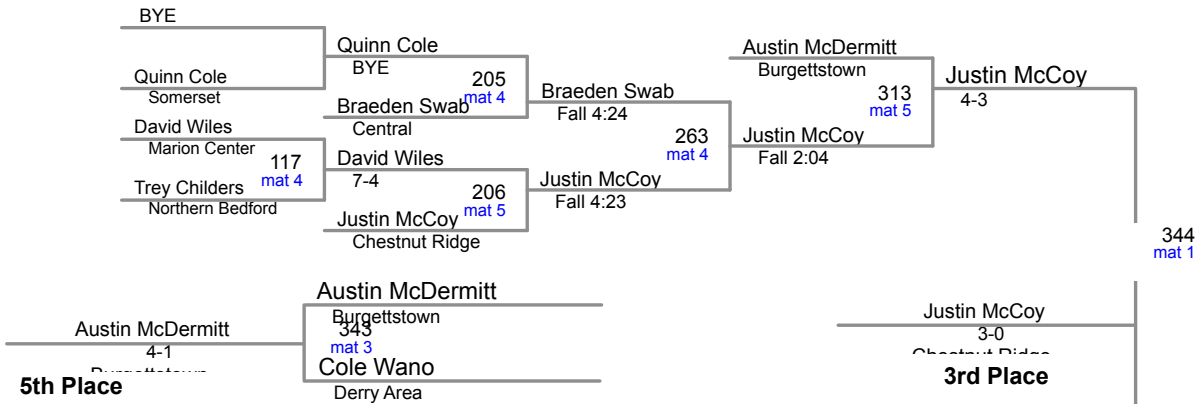 BYE
Quinn Cole
Somerset
Quinn Cole
BYE
205
mat 4
Braeden Swab
Central
David Wiles
Marion Center
117
mat 4
Trey Childers
Northern Bedford
David Wiles
7-4
206
mat 5
Justin McCoy
Chestnut Ridge
Braeden Swab
Fall 4:24
263
mat 4
Justin McCoy
Fall 4:23
Austin McDermitt
Burgettstown
313
mat 5
Justin McCoy
Fall 2:04
Justin McCoy
4-3
344
mat 1
Austin McDermitt
Burgettstown
343
mat 3
Cole Wano
Derry Area
Austin McDermitt
4-1
5th Place
Justin McCoy
3-0
Chestnut Ridge
3rd Place